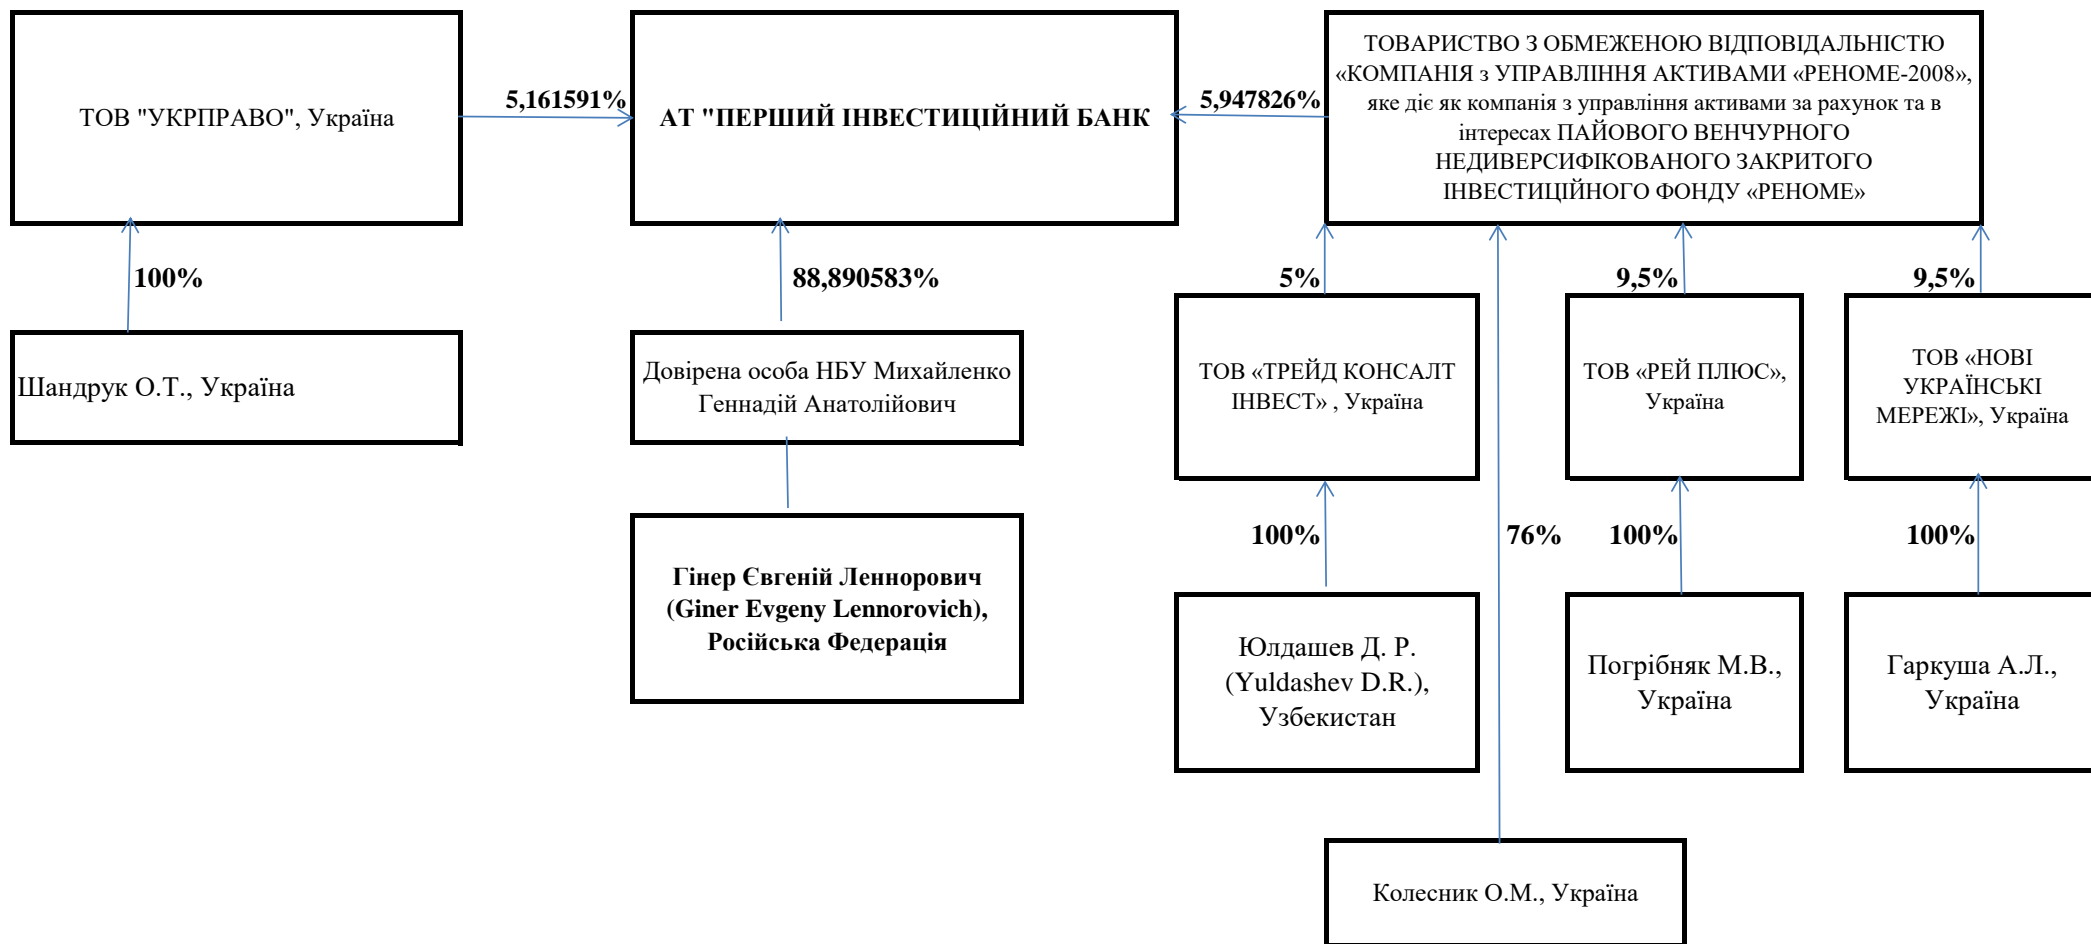 ТОВ "УКРПРАВО", Україна
5,161591%
АТ "ПЕРШИЙ ІНВЕСТИЦІЙНИЙ БАНК
5,947826%
ТОВАРИСТВО З ОБМЕЖЕНОЮ ВІДПОВІДАЛЬНІСТЮ
«КОМПАНІЯ з УПРАВЛІННЯ АКТИВАМИ «РЕНОМЕ-2008»,
яке діє як компанія з управління активами за рахунок та в
інтересах ПАЙОВОГО ВЕНЧУРНОГО
НЕДИВЕРСИФІКОВАНОГО ЗАКРИТОГО
ІНВЕСТИЦІЙНОГО ФОНДУ «РЕНОМЕ»
100%
88,890583%
5%
9,5%
9,5%
Шандрук О.Т., Україна
Довірена особа НБУ Михайленко
Геннадій Анатолійович
ТОВ «ТРЕЙД КОНСАЛТ
ІНВЕСТ» , Україна
ТОВ «РЕЙ ПЛЮС»,
Україна
ТОВ «НОВІ
УКРАЇНСЬКІ
МЕРЕЖІ», Україна
100%
76%
100%
100%
Гінер Євгеній Леннорович
(Giner Evgeny Lennorovich),
Російська Федерація
Юлдашев Д. Р.
(Yuldashev D.R.),
Узбекистан
Погрібняк М.В.,
Україна
Гаркуша А.Л.,
Україна
Колесник О.М., Україна